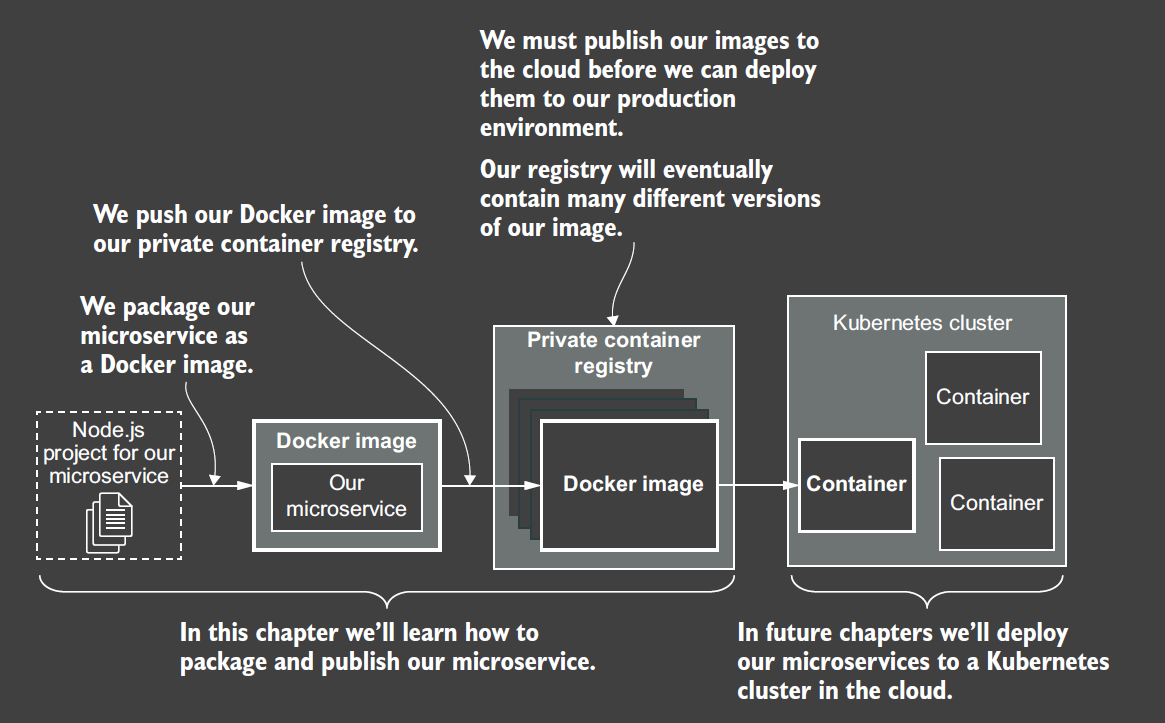 We must publish our images to
the cloud before we can deploy
them to our production
environment.
Our registry will eventually
contain many different versions
of our image.
We push our Docker image to
our private container registry.
We package our
microservice as
a Docker image.
Node.js
project for our
microservice
Docker image
Our
microservice
Private container
registry
Docker image
Kubernetes cluster
Container
Container
Container
In this chapter we’ll learn how to
package and publish our microservice.
In future chapters we’ll deploy
our microservices to a Kubernetes
cluster in the cloud.